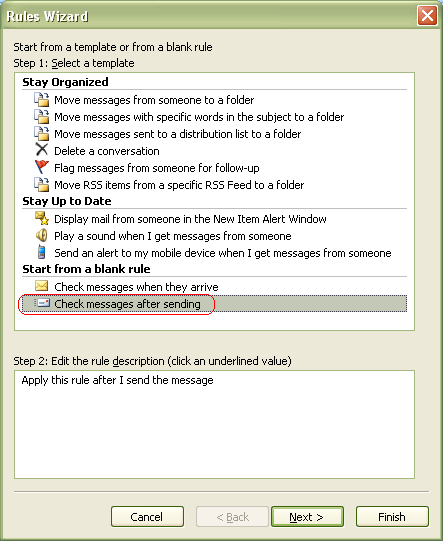 Rules Wizard
Start from a template or from a blank rule
Step 1: Select a template
Stay Organized
Move messages from someone to a folder
Move messages with specific words in the subject to a folder
Move messages sent to a distribution list to a folder
Delete a conversation
Flag messages from someone for follow-up
Move RSS items from a specific RSS Feed to a folder
Stay Up to Date
Display mail from someone in the New Item Alert Window
Play a sound when I get messages from someone
Send an alert to my mobile device when I get messages from someone
Start from a blank rule
Check messages when they arrive
Check messages after sending
Step 2: Edit the rule description (click an underlined value)
Apply this rule after I send the message
Cancel
< Back
Next >
Finish